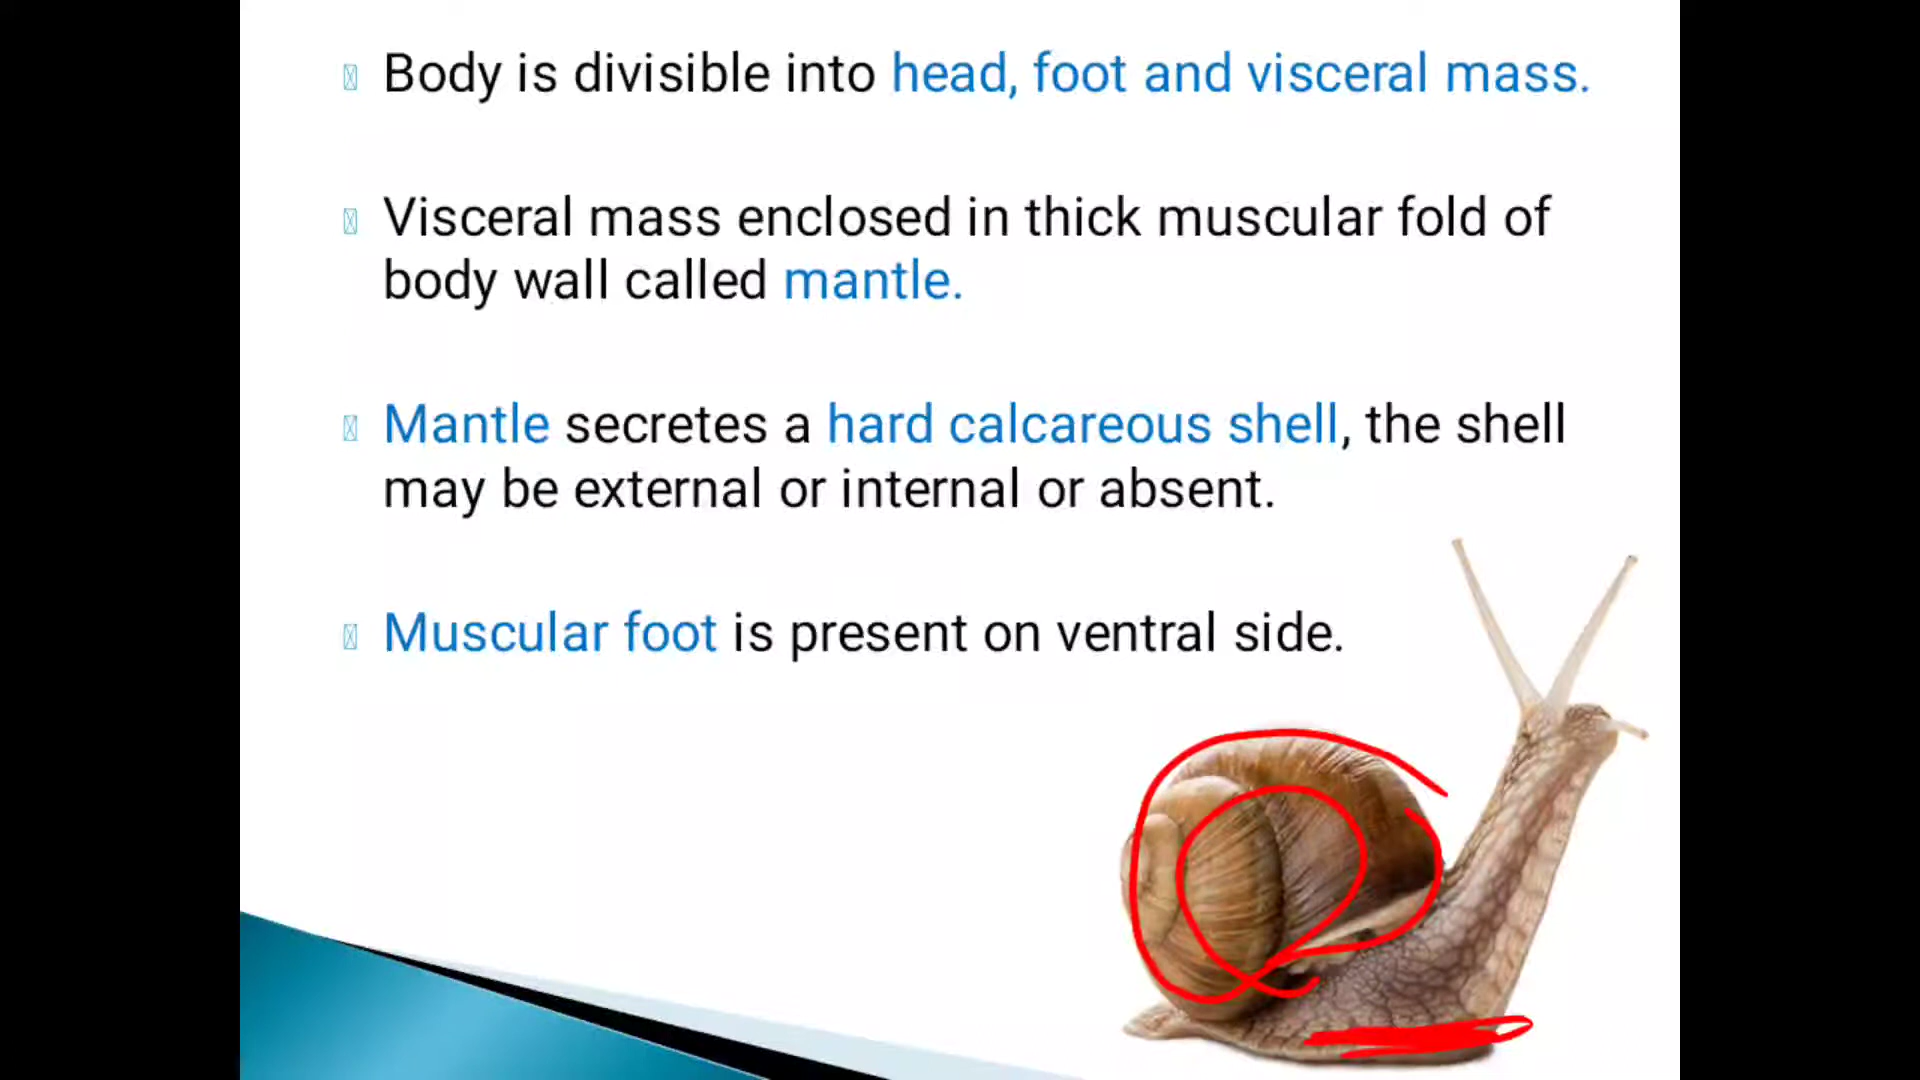 Body is divisible into head, foot and visceral mass.
Visceral mass enclosed in thick muscular fold of
body wall called mantle.
Mantle secretes a hard calcareous shell, the shell
may be external or internal or absent.
Muscular foot is present on ventral side.